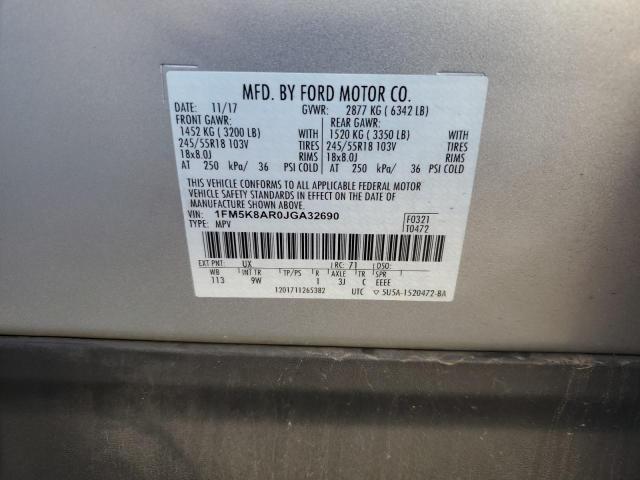 MFD. BY FORD MOTOR CO.
DATE: 11/17 GVWR: 2877 KG ( 6342 LB)
FRONT GAWR: REAR GAWR:
1452 KG ( 3200 LB) WITH 1520 KG ( 3350 LB) WITH
245/55R18 103V TIRES 245/55R18 103V TIRES
18x8.0J RIMS 18x8.0J RIMS
AT 250 kPa/ 36 PSI COLD AT 250 kPa/ 36 PSI COLD
THIS VEHICLE CONFORMS TO ALL APPLICABLE FEDERAL MOTOR
VEHICLE SAFETY STANDARDS IN EFFECT ON THE DATE OF
MANUFACTURE SHOWN ABOVE.
VIN: 1FM5K8AR0JGA32690 F0321
TYPE: MPV T0472
EXT PNT: UX RC: 71 DSO:
WB INT TR TP/PS R AXLE TR SPR
113 9W 1 3J C EEEE
1201711265382 UTC ▽ 5U5A-1520472-BA